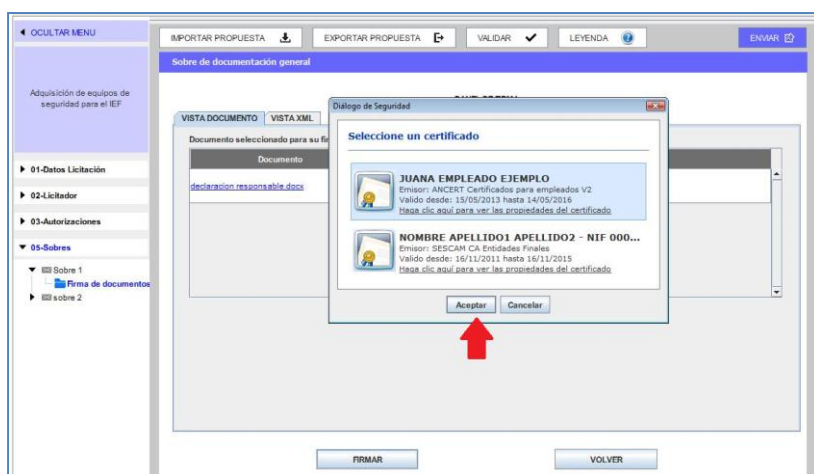 OCULTAR MENU
IMPORTAR PROPUESTA
EXPORTAR PROPUESTA
VALIDAR
LEYENDA
ENVIAR
Adquisición de equipos de
seguridad para el IEF
01-Datos Licitación
02-Licitador
03-Autorizaciones
05-Sobres
Sobre 1
Firma de documentos
sobre 2
Sobre de documentación general
VISTA DOCUMENTO
VISTA XML
Documento seleccionado para su
Documento
declaracion responsable.docx
Diálogo de Seguridad
Seleccione un certificado
JUANA EMPLEADO EJEMPLO
Emisor: ANCERT Certificados para empleados V2
Valido desde: 15/05/2013 hasta 14/05/2016
Haga clic aquí para ver las propiedades del certificado
NOMBRE APELLIDO1 APELLIDO2 - NIF 000...
Emisor: SESCAM CA Entidades Finales
Valido desde: 16/11/2011 hasta 16/11/2015
Haga clic aquí para ver las propiedades del certificado
Aceptar
Cancelar
FIRMAR
VOLVER